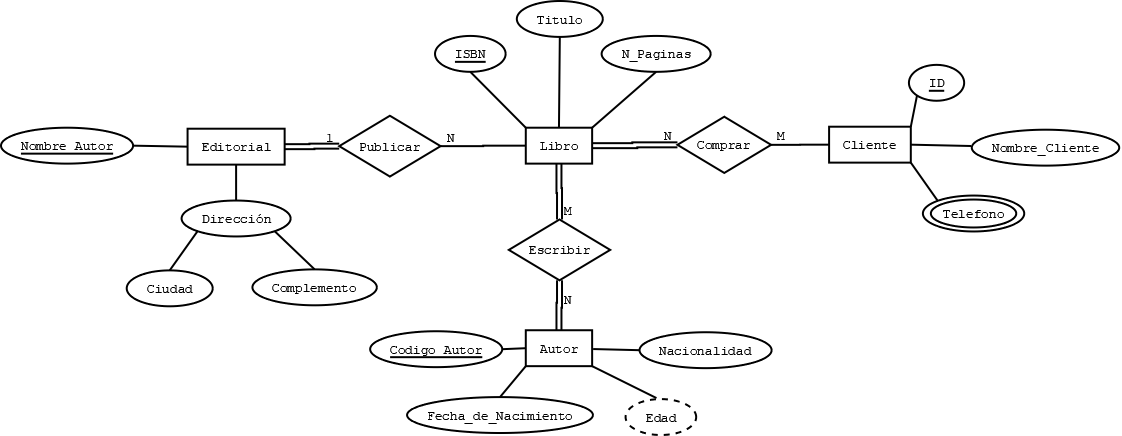 Titulo
ISBN
N_Paginas
ID
Nombre Autor
Editorial
1
Publicar
N
Libro
N
Comprar
M
Cliente
Nombre_Cliente
Dirección
M
Telefono
Escribir
Ciudad
Complemento
N
Codigo Autor
Autor
Nacionalidad
Fecha_de_Nacimiento
Edad